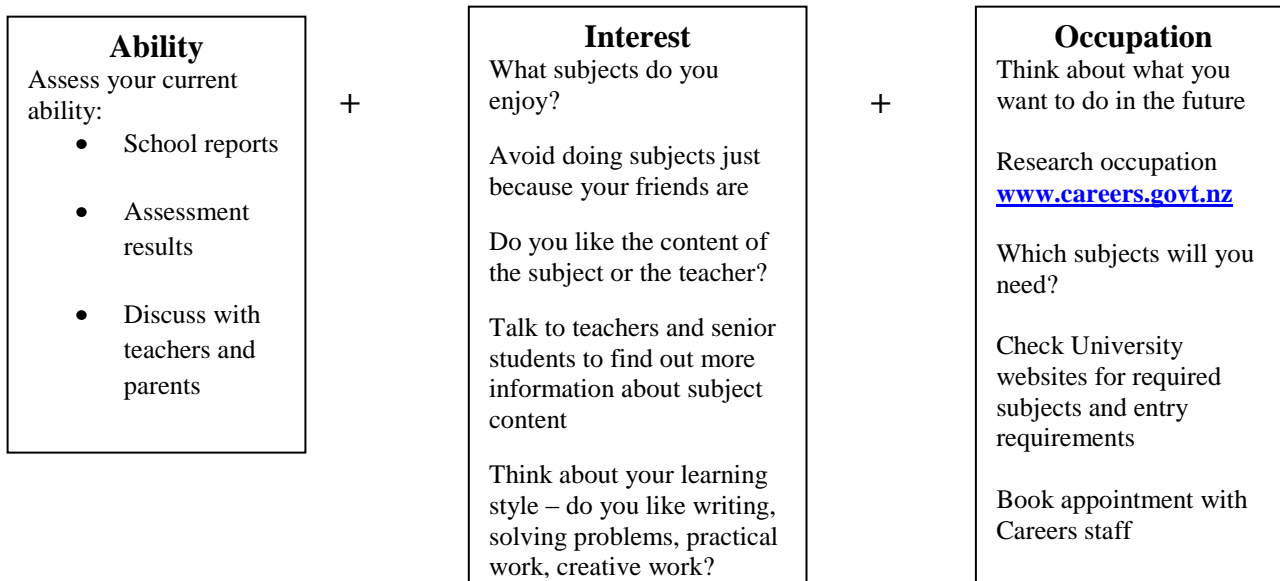 Ability
Assess your current
ability:
• School reports
• Assessment
results
• Discuss with
teachers and
parents
+
Interest
What subjects do you
enjoy?
Avoid doing subjects just
because your friends are
Do you like the content of
the subject or the teacher?
Talk to teachers and senior
students to find out more
information about subject
content
Think about your learning
style – do you like writing,
solving problems, practical
work, creative work?
+
Occupation
Think about what you
want to do in the future
Research occupation
www.careers.govt.nz
Which subjects will you
need?
Check University
websites for required
subjects and entry
requirements
Book appointment with
Careers staff